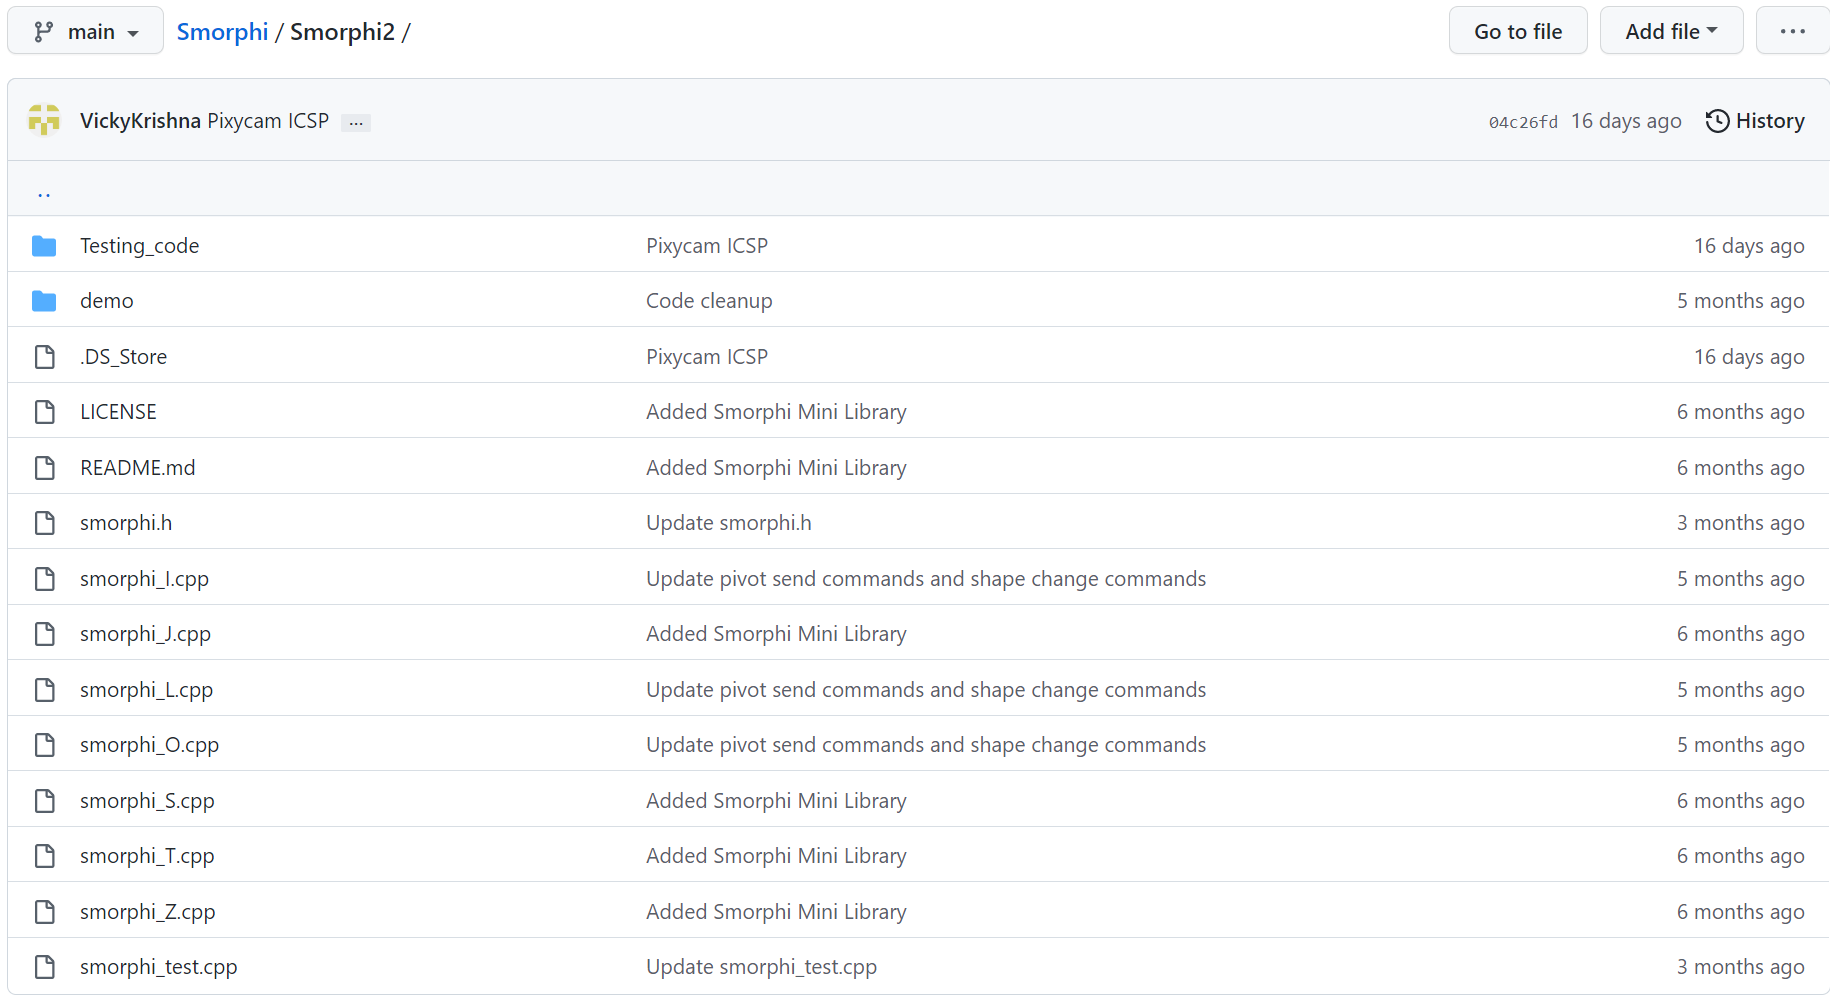 main Smorphi / Smorphi2 / Go to file Add file ...
VickyKrishna Pixycam ICSP ... 04c26fd 16 days ago History
..
Testing_code Pixycam ICSP 16 days ago
demo Code cleanup 5 months ago
.DS_Store Pixycam ICSP 16 days ago
LICENSE Added Smorphi Mini Library 6 months ago
README.md Added Smorphi Mini Library 6 months ago
smorphi.h Update smorphi.h 3 months ago
smorphi_I.cpp Update pivot send commands and shape change commands 5 months ago
smorphi_J.cpp Added Smorphi Mini Library 6 months ago
smorphi_L.cpp Update pivot send commands and shape change commands 5 months ago
smorphi_O.cpp Update pivot send commands and shape change commands 5 months ago
smorphi_S.cpp Added Smorphi Mini Library 6 months ago
smorphi_T.cpp Added Smorphi Mini Library 6 months ago
smorphi_Z.cpp Added Smorphi Mini Library 6 months ago
smorphi_test.cpp Update smorphi_test.cpp 3 months ago